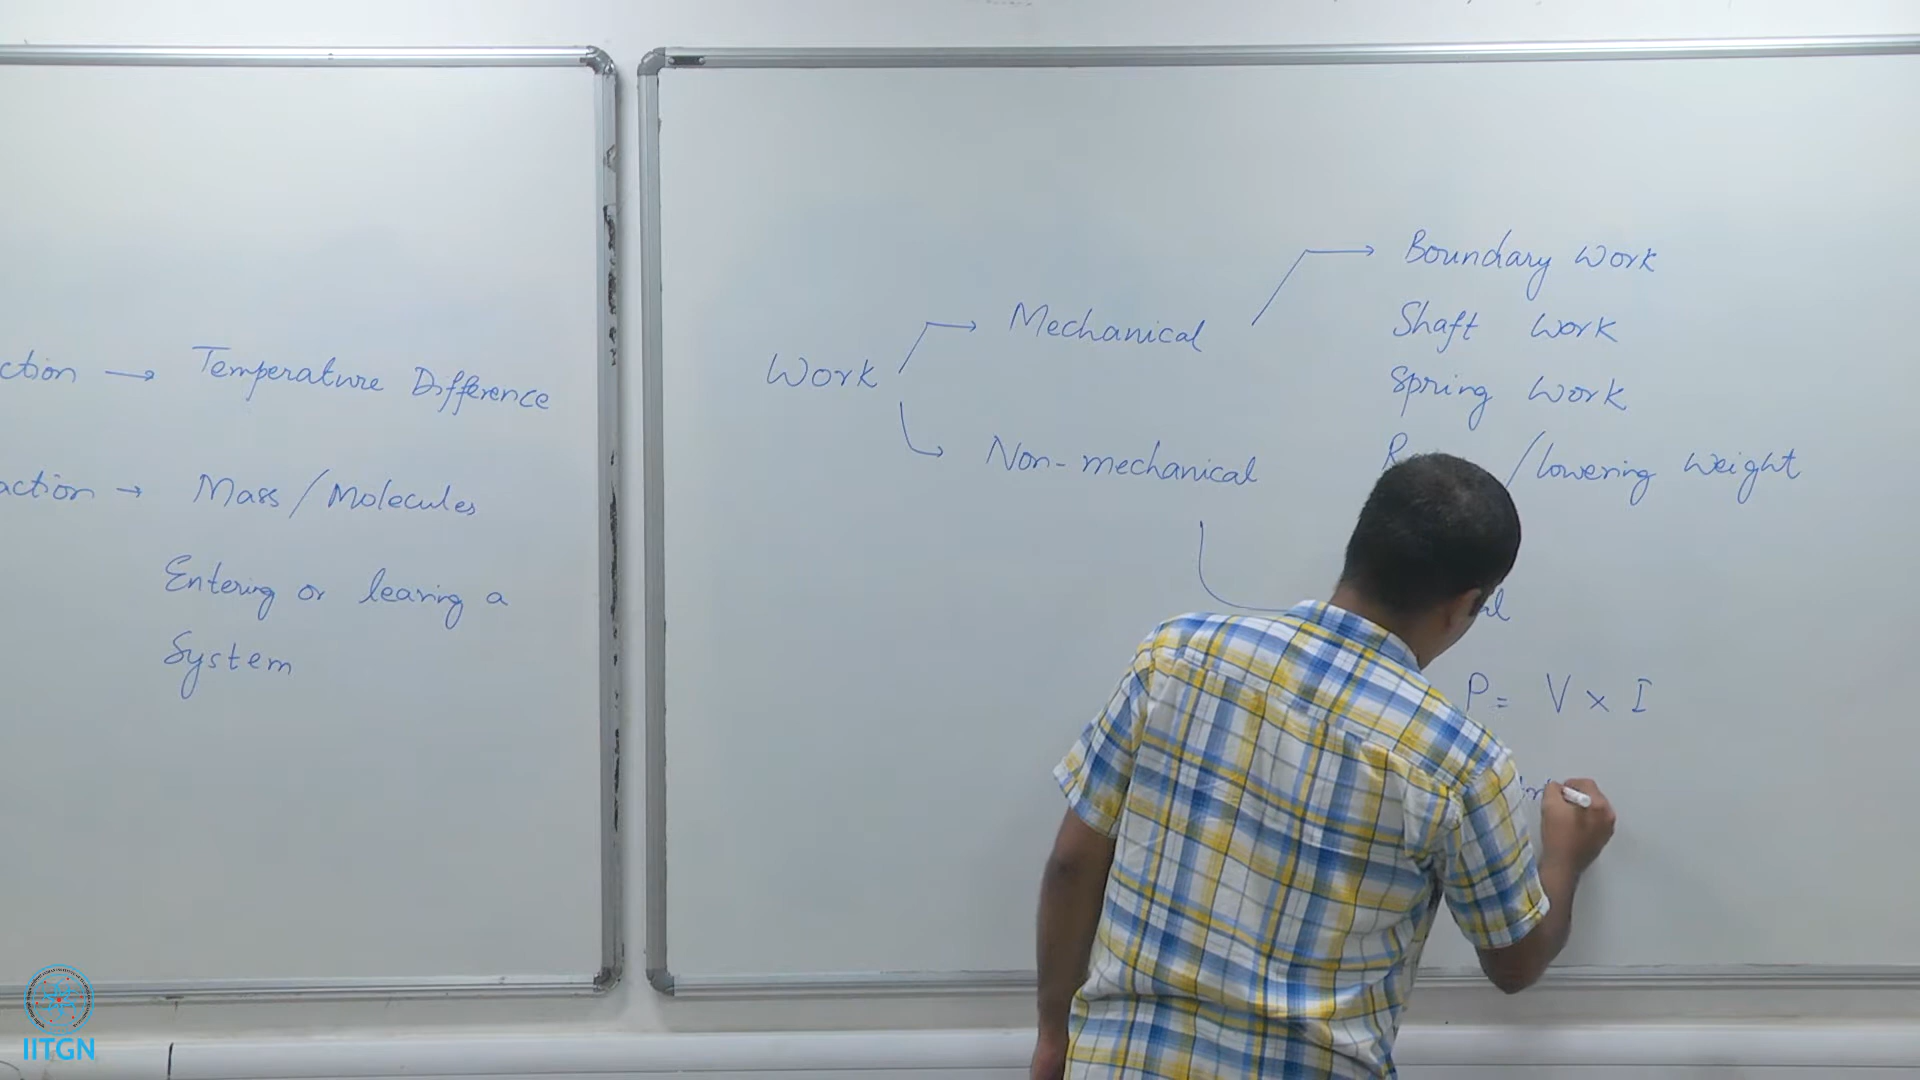 ction → Temperature Difference
action → Mass / Molecules
Entering or leaving a
System
Work
Mechanical
Non-mechanical
Boundary Work
Shaft Work
Spring Work
/ lowering Weight
P = V × I
IITGN